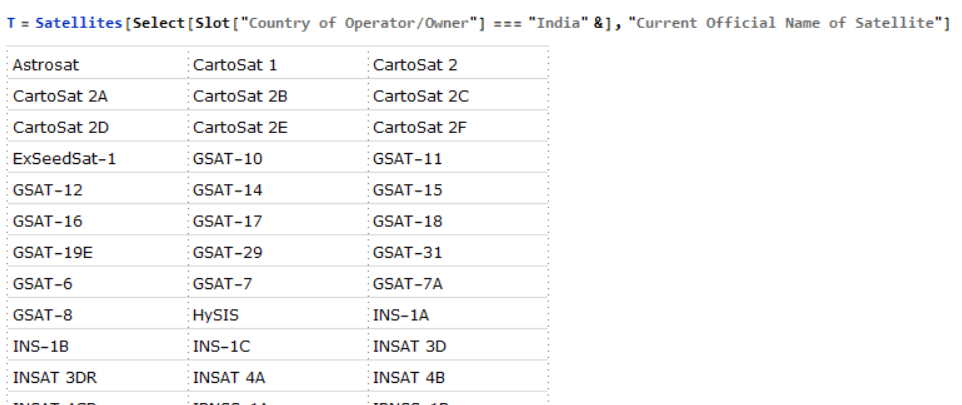 T = Satellites[Select[Slot["Country of Operator/Owner"] === "India" &], "Current Official Name of Satellite"]
Astrosat CartoSat 1 CartoSat 2
CartoSat 2A CartoSat 2B CartoSat 2C
CartoSat 2D CartoSat 2E CartoSat 2F
ExSeedSat-1 GSAT-10 GSAT-11
GSAT-12 GSAT-14 GSAT-15
GSAT-16 GSAT-17 GSAT-18
GSAT-19E GSAT-29 GSAT-31
GSAT-6 GSAT-7 GSAT-7A
GSAT-8 HySIS INS-1A
INS-1B INS-1C INSAT 3D
INSAT 3DR INSAT 4A INSAT 4B